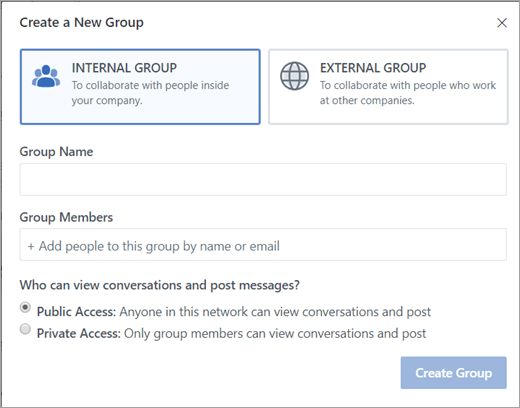 Create a New Group
INTERNAL GROUP
To collaborate with people inside
your company.
EXTERNAL GROUP
To collaborate with people who work
at other companies.
Group Name
Group Members
+ Add people to this group by name or email
Who can view conversations and post messages?
Public Access: Anyone in this network can view conversations and post
Private Access: Only group members can view conversations and post
Create Group